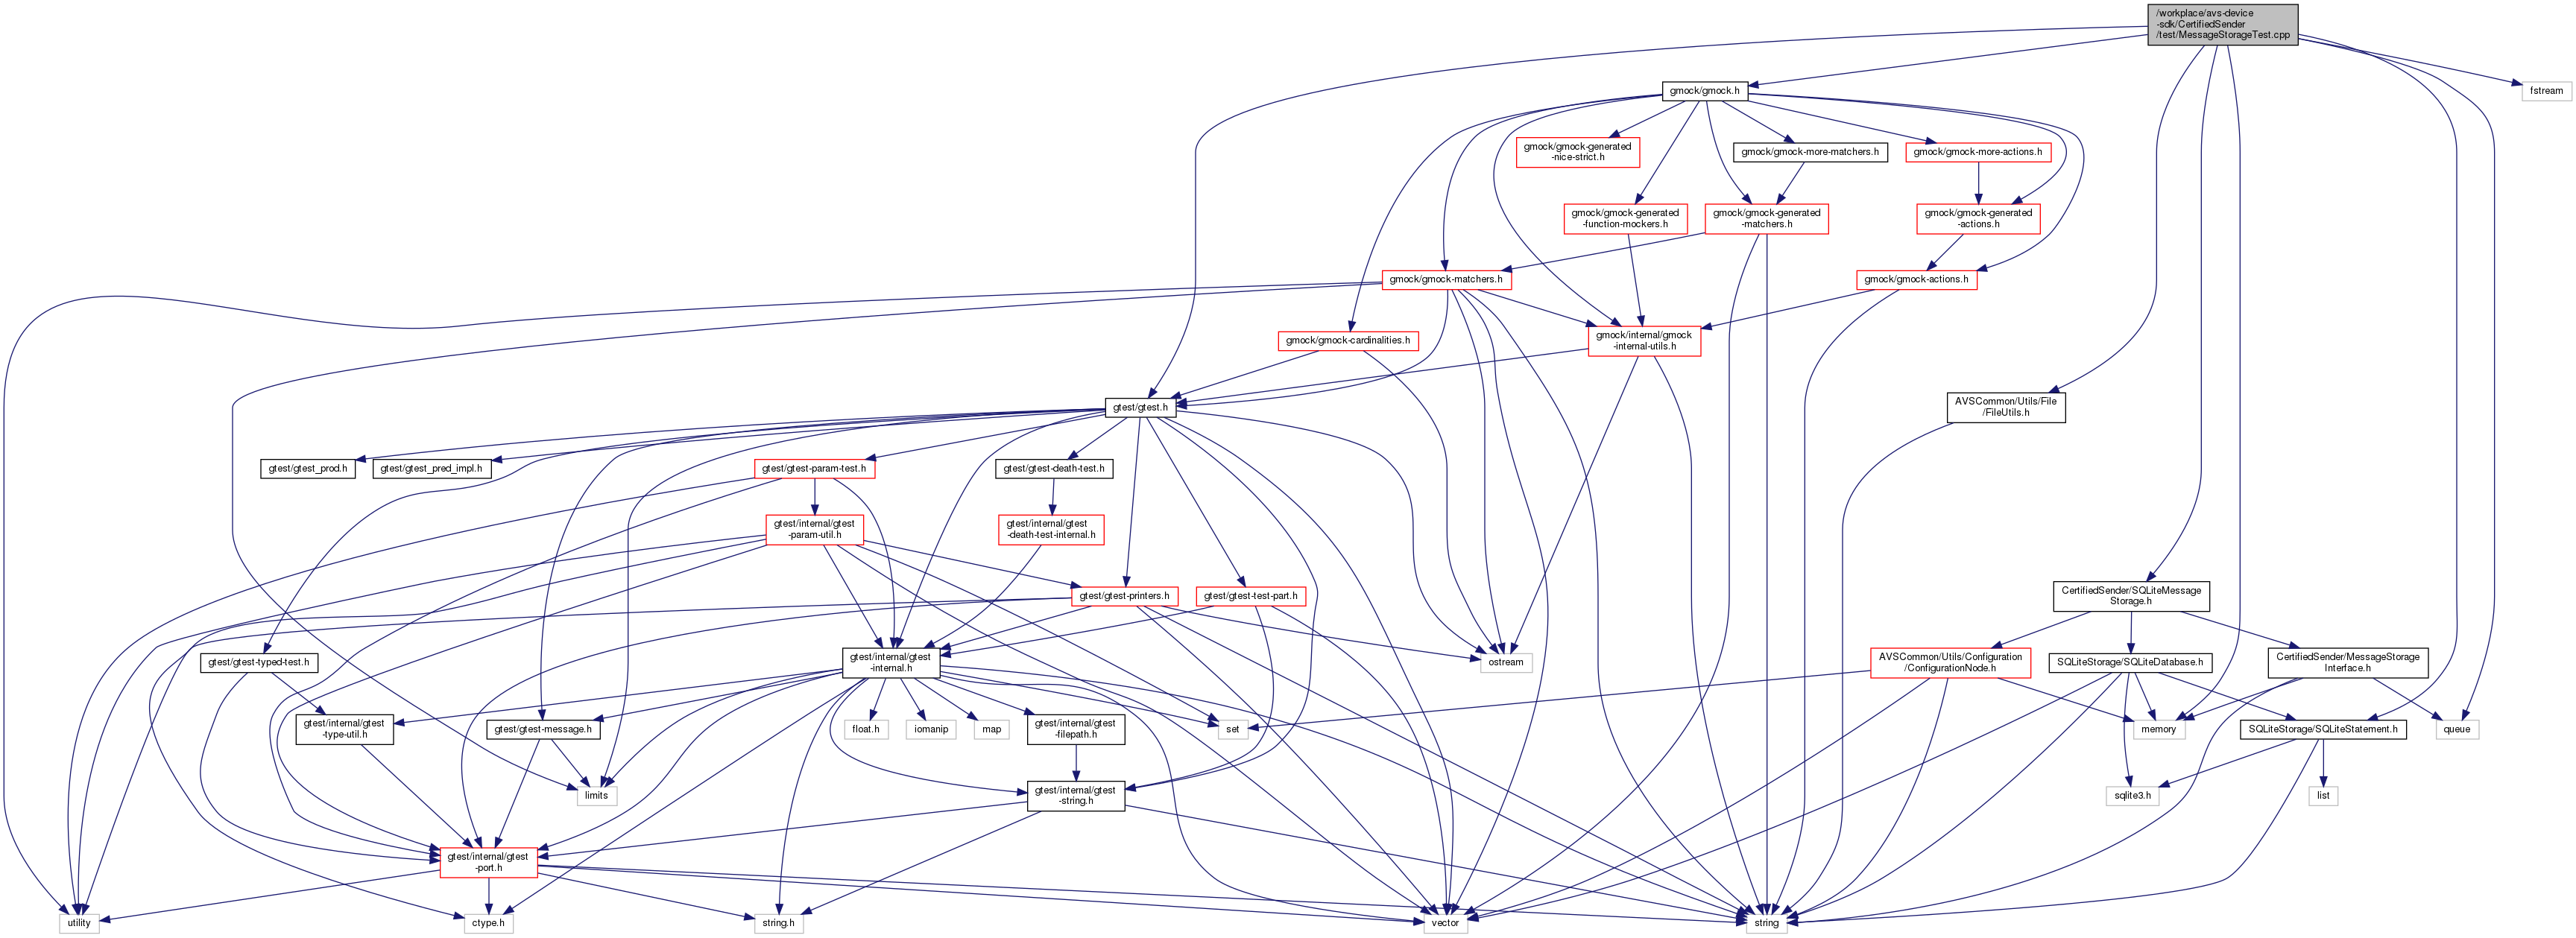 /workplace/avs-device
-sdk/CertifiedSender
/test/MessageStorageTest.cpp
gmock/gmock.h
fstream
gmock/gmock-generated
-nice-strict.h
gmock/gmock-more-matchers.h
gmock/gmock-more-actions.h
gmock/gmock-generated
-function-mockers.h
gmock/gmock-generated
-matchers.h
gmock/gmock-generated
-actions.h
gmock/gmock-matchers.h
gmock/gmock-actions.h
gmock/gmock-cardinalities.h
gmock/internal/gmock
-internal-utils.h
gtest/gtest.h
AVSCommon/Utils/File
/FileUtils.h
gtest/gtest_prod.h
gtest/gtest_pred_impl.h
gtest/gtest-param-test.h
gtest/gtest-death-test.h
gtest/internal/gtest
-param-util.h
gtest/internal/gtest
-death-test-internal.h
gtest/gtest-printers.h
gtest/gtest-test-part.h
CertifiedSender/SQLiteMessage
Storage.h
gtest/gtest-typed-test.h
gtest/internal/gtest
-internal.h
ostream
AVSCommon/Utils/Configuration
/ConfigurationNode.h
SQLiteStorage/SQLiteDatabase.h
CertifiedSender/MessageStorage
Interface.h
gtest/internal/gtest
-type-util.h
gtest/gtest-message.h
float.h
iomanip
map
gtest/internal/gtest
-filepath.h
set
memory
SQLiteStorage/SQLiteStatement.h
queue
limits
gtest/internal/gtest
-string.h
sqlite3.h
list
gtest/internal/gtest
-port.h
utility
ctype.h
string.h
vector
string